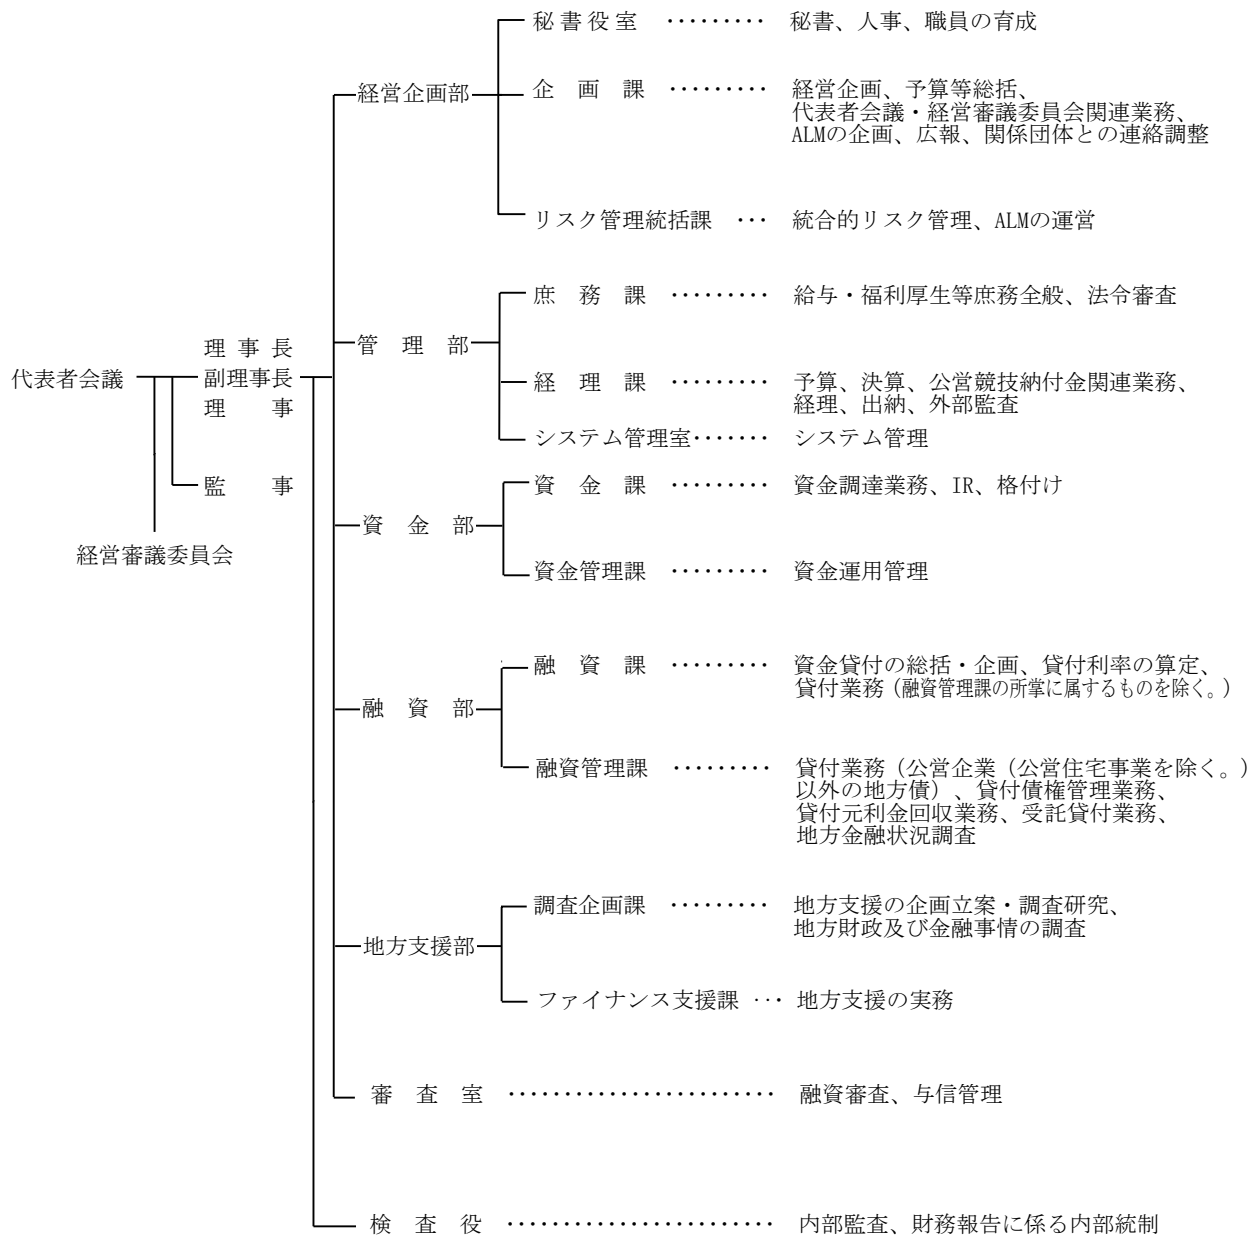 秘書役室 ········· 秘書、人事、職員の育成
経営企画部
企画課 ········· 経営企画、予算等総括、
代表者会議・経営審議委員会関連業務、
ALMの企画、広報、関係団体との連絡調整
リスク管理統括課 ··· 統合的リスク管理、ALMの運営
庶務課 ········· 給与・福利厚生等庶務全般、法令審査
管理部
理事長
代表者会議
副理事長
理事
経理課 ········· 予算、決算、公営競技納付金関連業務、
経理、出納、外部監査
システム管理室······· システム管理
監事
資金課 ········· 資金調達業務、IR、格付け
資金部
経営審議委員会
資金管理課 ········· 資金運用管理
融資課 ········· 資金貸付の総括・企画、貸付利率の算定、
貸付業務(融資管理課の所掌に属するものを除く。)
融資部
融資管理課 ········· 貸付業務(公営企業(公営住宅事業を除く。)
以外の地方債)、貸付債権管理業務、
貸付元利金回収業務、受託貸付業務、
地方金融状況調査
調査企画課 ········· 地方支援の企画立案・調査研究、
地方財政及び金融事情の調査
地方支援部
ファイナンス支援課 ··· 地方支援の実務
審査室 ························ 融資審査、与信管理
検査役 ························ 内部監査、財務報告に係る内部統制